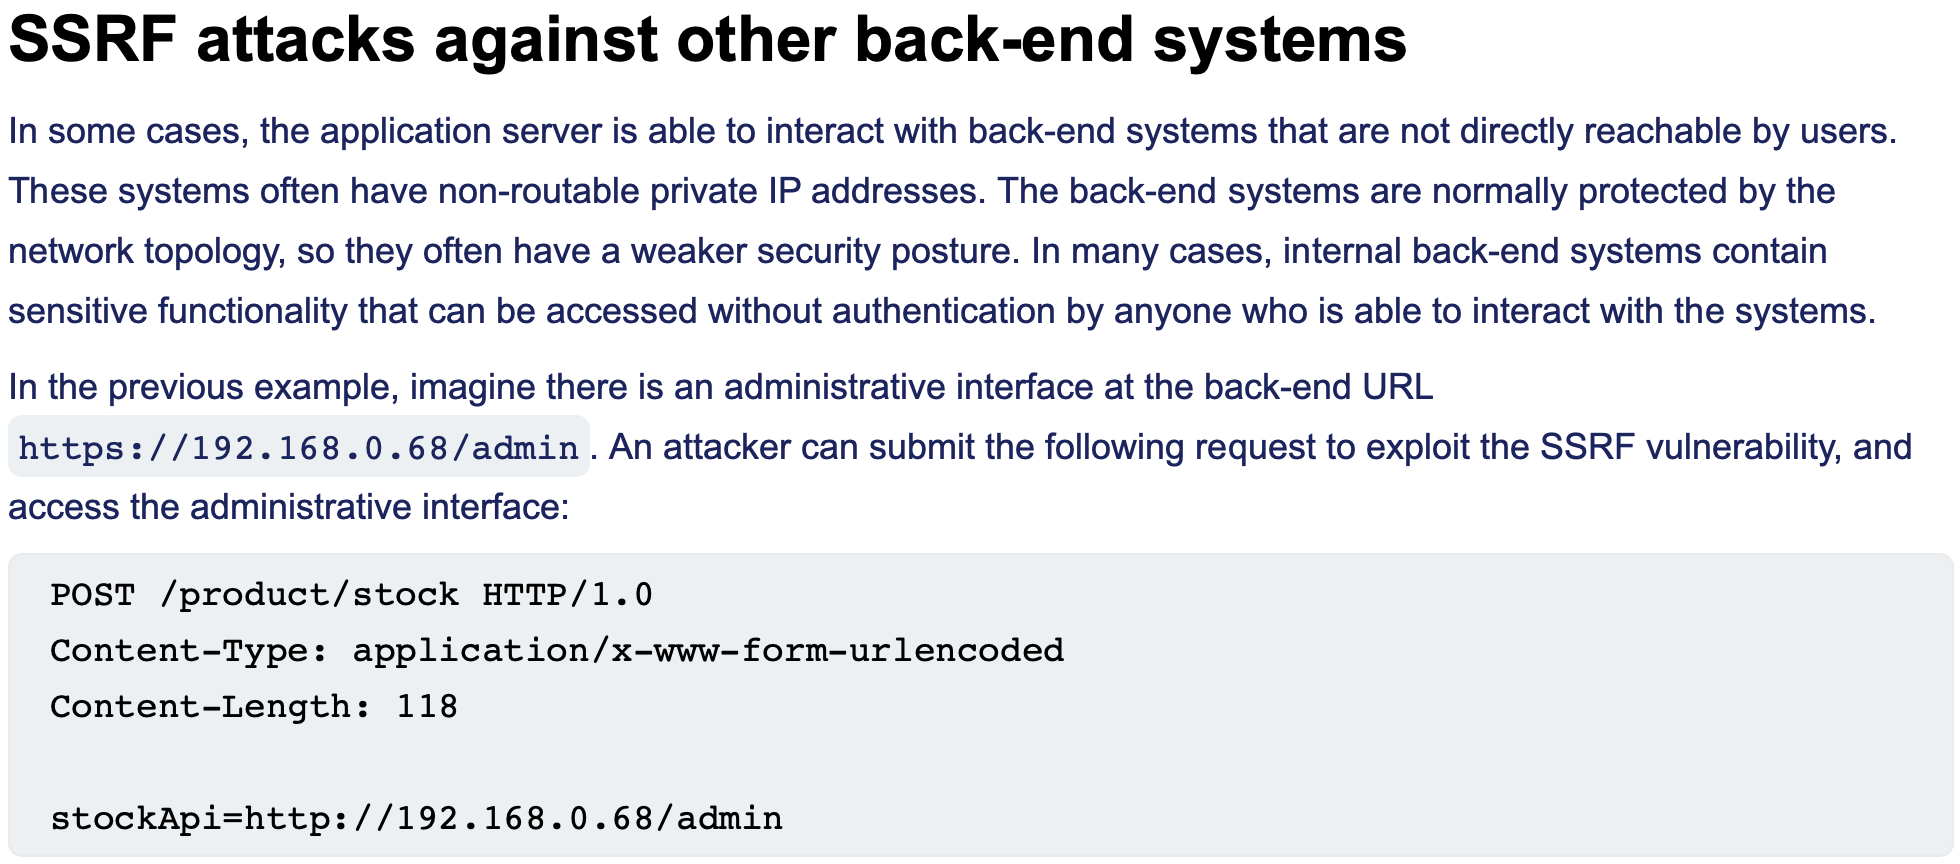 SSRF attacks against other back-end systems
In some cases, the application server is able to interact with back-end systems that are not directly reachable by users.
These systems often have non-routable private IP addresses. The back-end systems are normally protected by the
network topology, so they often have a weaker security posture. In many cases, internal back-end systems contain
sensitive functionality that can be accessed without authentication by anyone who is able to interact with the systems.
In the previous example, imagine there is an administrative interface at the back-end URL
https://192.168.0.68/admin. An attacker can submit the following request to exploit the SSRF vulnerability, and
access the administrative interface:
POST /product/stock HTTP/1.0
Content-Type: application/x-www-form-urlencoded
Content-Length: 118
stockApi=http://192.168.0.68/admin